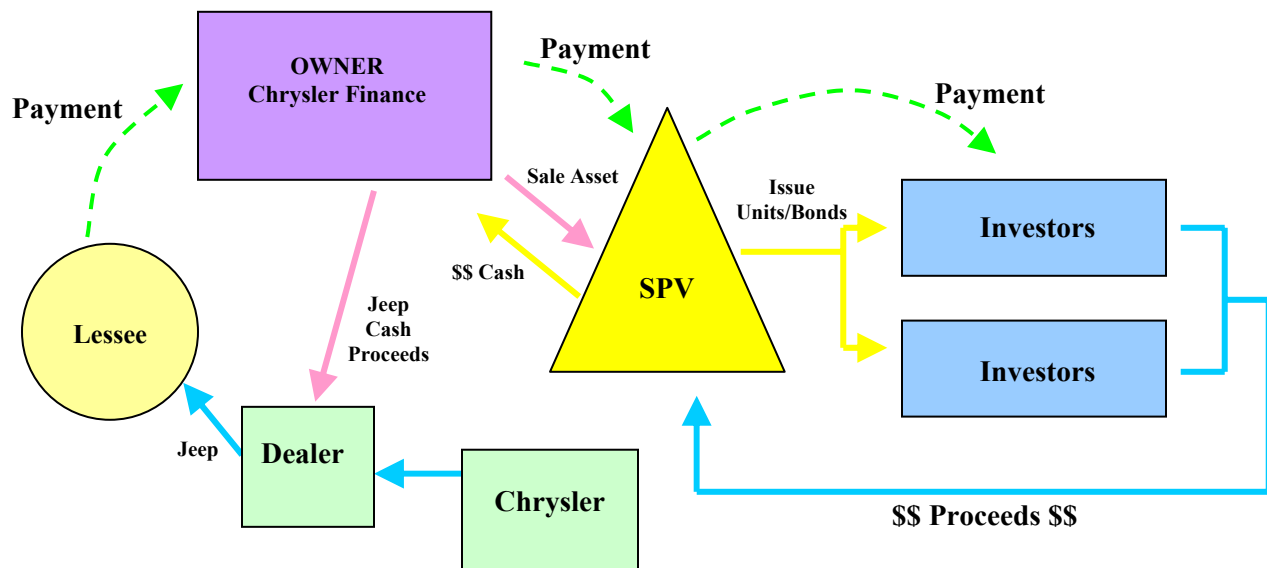 OWNER
Chrysler Finance
Payment
Payment
Payment
Sale Asset
Issue
Units/Bonds
Investors
$$ Cash
SPV
Jeep
Cash
Proceeds
Lessee
Investors
Jeep
Dealer
Chrysler
$$ Proceeds $$